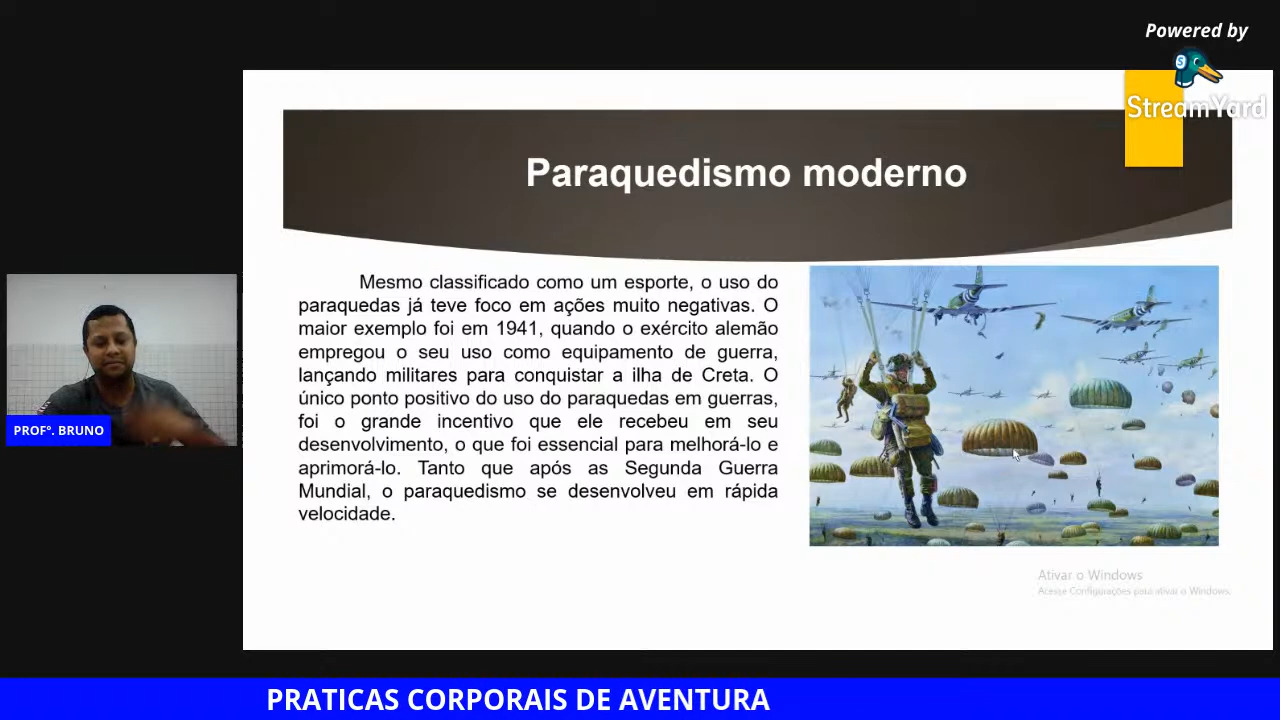 Powered by
StreamYard
Paraquedismo moderno
Mesmo classificado como um esporte, o uso do
paraquedas já teve foco em ações muito negativas. O
maior exemplo foi em 1941, quando o exército alemão
empregou o seu uso como equipamento de guerra,
lançando militares para conquistar a ilha de Creta. O
único ponto positivo do uso do paraquedas em guerras,
foi o grande incentivo que ele recebeu em seu
desenvolvimento, o que foi essencial para melhorá-lo e
aprimorá-lo. Tanto que após as Segunda Guerra
Mundial, o paraquedismo se desenvolveu em rápida
velocidade.
PROFº. BRUNO
Ativar o Windows
Acesse Configurações para ativar o Windows.
PRATICAS CORPORAIS DE AVENTURA